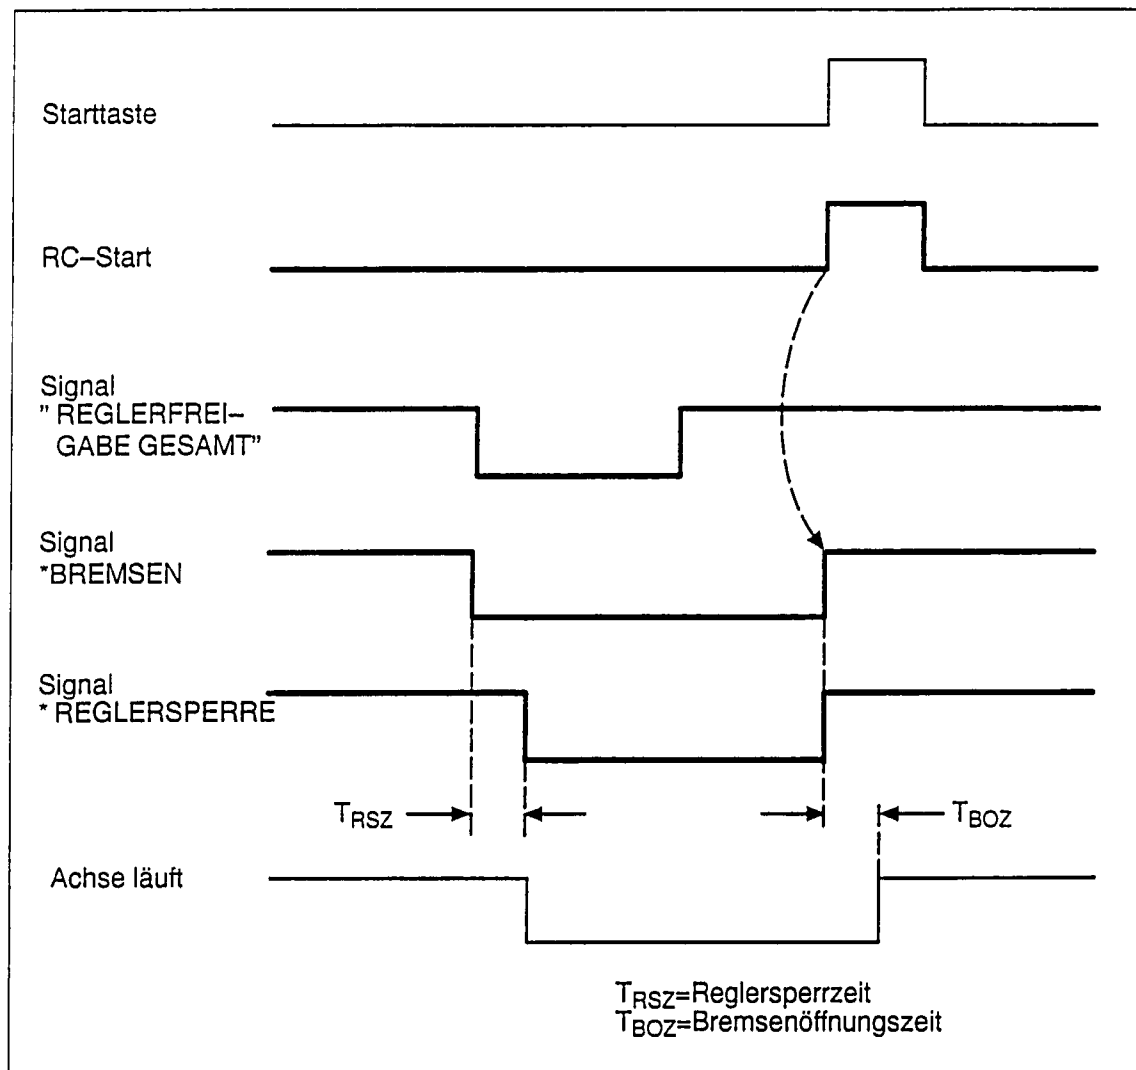 Starttaste
RC–Start
Signal
" REGLERFREI–
GABE GESAMT"
Signal
*BREMSEN
Signal
* REGLERSPERRE
TRSZ
TBOZ
Achse läuft
TRSZ=Reglersperrzeit
TBOZ=Bremsenöffnungszeit